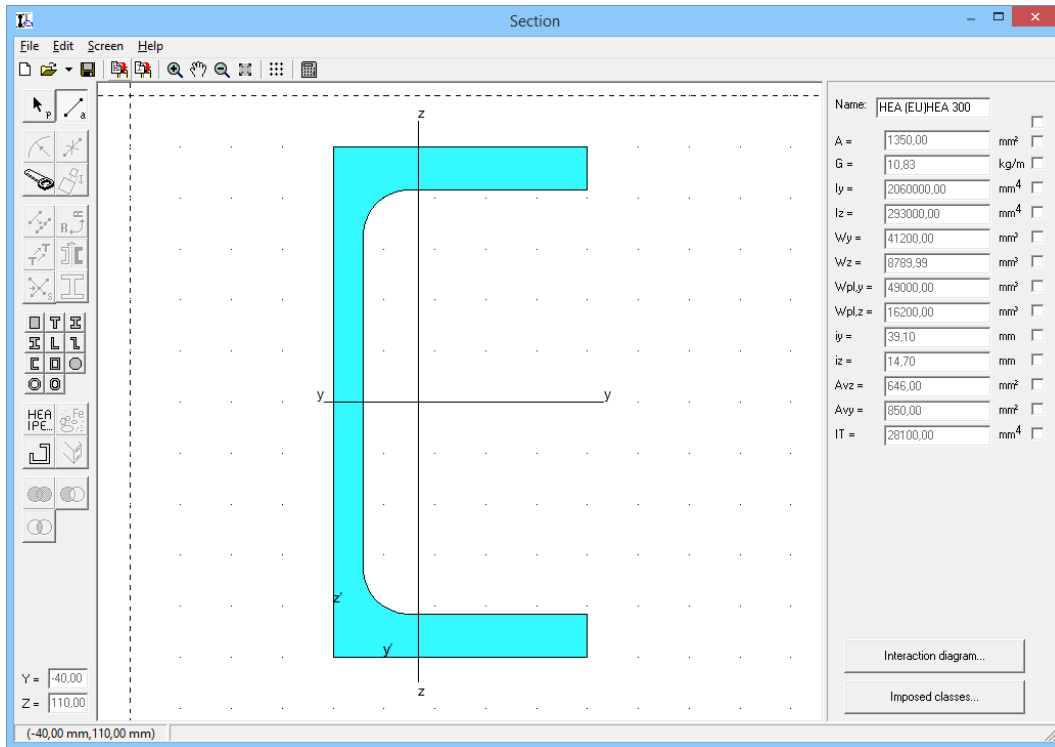 Section
File Edit Screen Help
P a
R
T T
S
HEA
IPE...
Fe
Y = -40,00
Z = 110,00
z
y y
z'
y'
z
Name: HEA (EU)HEA 300
A = 1350,00 mm²
G = 10,83 kg/m
Iy = 2060000,00 mm4
Iz = 293000,00 mm4
Wy = 41200,00 mm³
Wz = 8789,99 mm³
Wpl,y = 49000,00 mm³
Wpl,z = 16200,00 mm³
iy = 39,10 mm
iz = 14,70 mm
Avz = 646,00 mm²
Avy = 850,00 mm²
IT = 28100,00 mm4
Interaction diagram...
Imposed classes...
(-40,00 mm,110,00 mm)